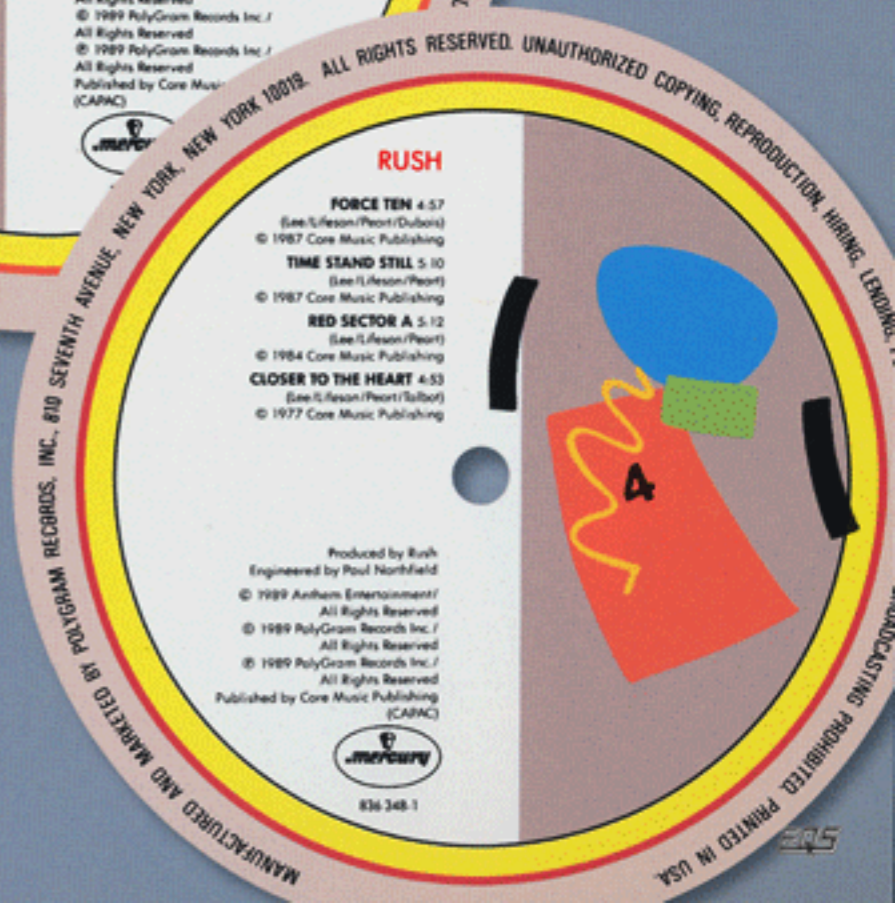 © 1989 PolyGram Records Inc./
All Rights Reserved
℗ 1989 PolyGram Records Inc./
All Rights Reserved
Published by Core Music
(CAPAC)
mercury
MANUFACTURED AND MARKETED BY POLYGRAM RECORDS, INC., 810 SEVENTH AVENUE, NEW YORK, NEW YORK 10019. ALL RIGHTS RESERVED. UNAUTHORIZED COPYING, REPRODUCTION, HIRING, LENDING,
BROADCASTING PROHIBITED. PRINTED IN USA.
RUSH
FORCE TEN 4:57
(Lee/Lifeson/Peart/Dubois)
© 1987 Core Music Publishing
TIME STAND STILL 5:10
(Lee/Lifeson/Peart)
© 1987 Core Music Publishing
RED SECTOR A 5:12
(Lee/Lifeson/Peart)
© 1984 Core Music Publishing
CLOSER TO THE HEART 4:53
(Lee/Lifeson/Peart/Talbot)
© 1977 Core Music Publishing
4
Produced by Rush
Engineered by Paul Northfield
© 1989 Anthem Entertainment/
All Rights Reserved
© 1989 PolyGram Records Inc./
All Rights Reserved
℗ 1989 PolyGram Records Inc./
All Rights Reserved
Published by Core Music Publishing
(CAPAC)
mercury
836 348-1
EQS